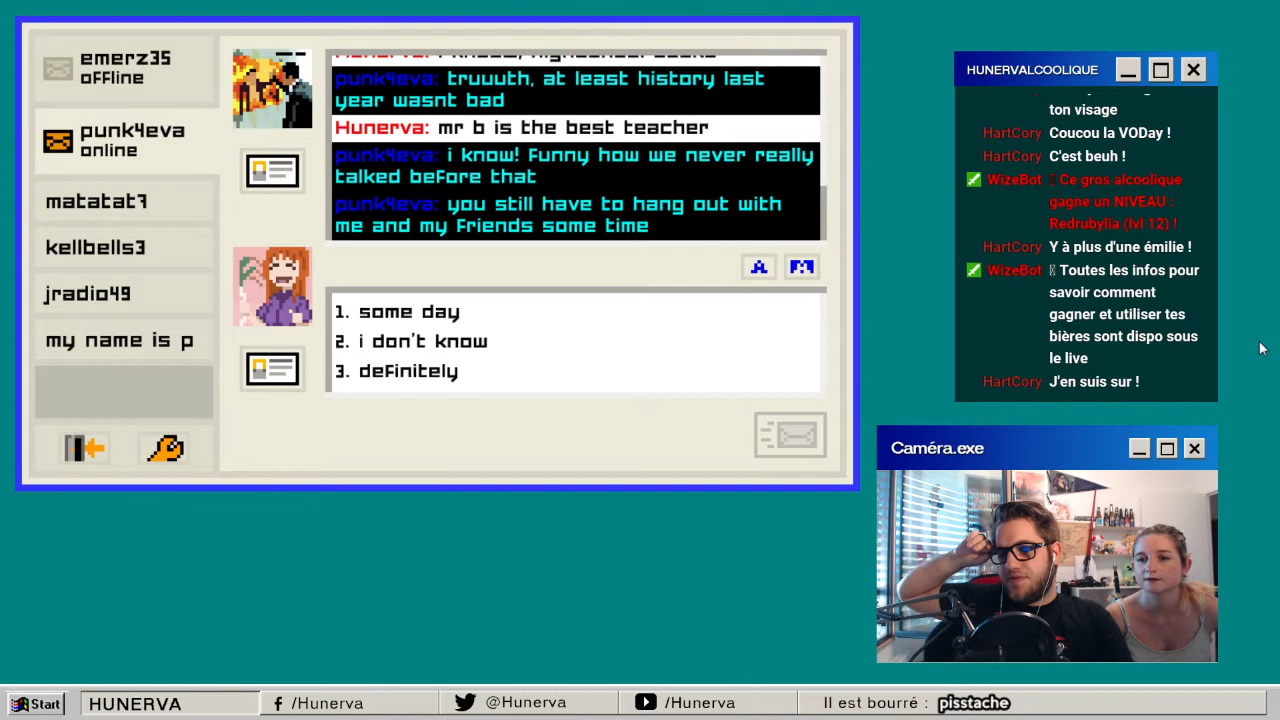 emerz35
offline
punk4eva
online
matatat7
kellbells3
jradio49
my name is p
punk4eva: truuuth, at least history last
year wasnt bad
Hunerva: mr b is the best teacher
punk4eva: i know! Funny how we never really
talked before that
punk4eva: you still have to hang out with
me and my friends some time
A
1. some day
2. i don't know
3. definitely
HUNERVALCOOLIQUE
ton visage
HartCory Coucou la VODay !
HartCory C'est beuh !
WizeBot Ce gros alcoolique
gagne un NIVEAU :
Redrubylia (lvl 12) !
HartCory Y à plus d'une émilie !
WizeBot Toutes les infos pour
savoir comment
gagner et utiliser tes
bières sont dispo sous
le live
HartCory J'en suis sur !
Caméra.exe
Start
HUNERVA
/Hunerva
@Hunerva
/Hunerva
Il est bourré : pisstache